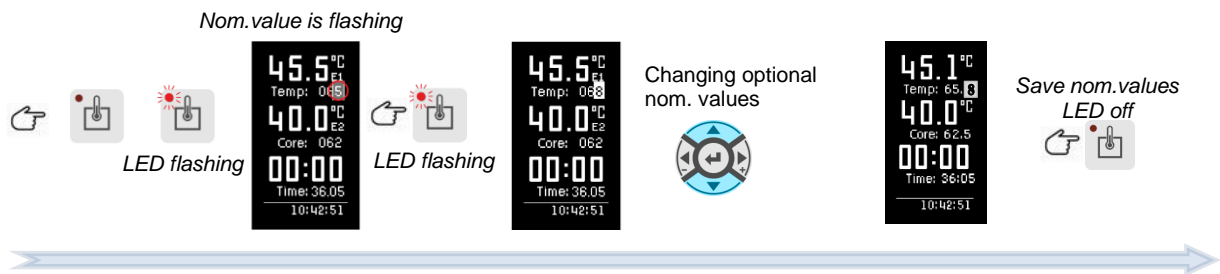 Nom.value is flashing
LED flashing
45.5°C
E1
Temp: 065
40.0°C
E2
Core: 062
00:00
Time: 36.05
10:42:51
LED flashing
45.5°C
E1
Temp: 068
40.0°C
E2
Core: 062
00:00
Time: 36.05
10:42:51
Changing optional
nom. values
- +
45.1°C
Temp: 65.8
40.0°C
Core: 62.5
00:00
Time: 36:05
10:42:51
Save nom.values
LED off